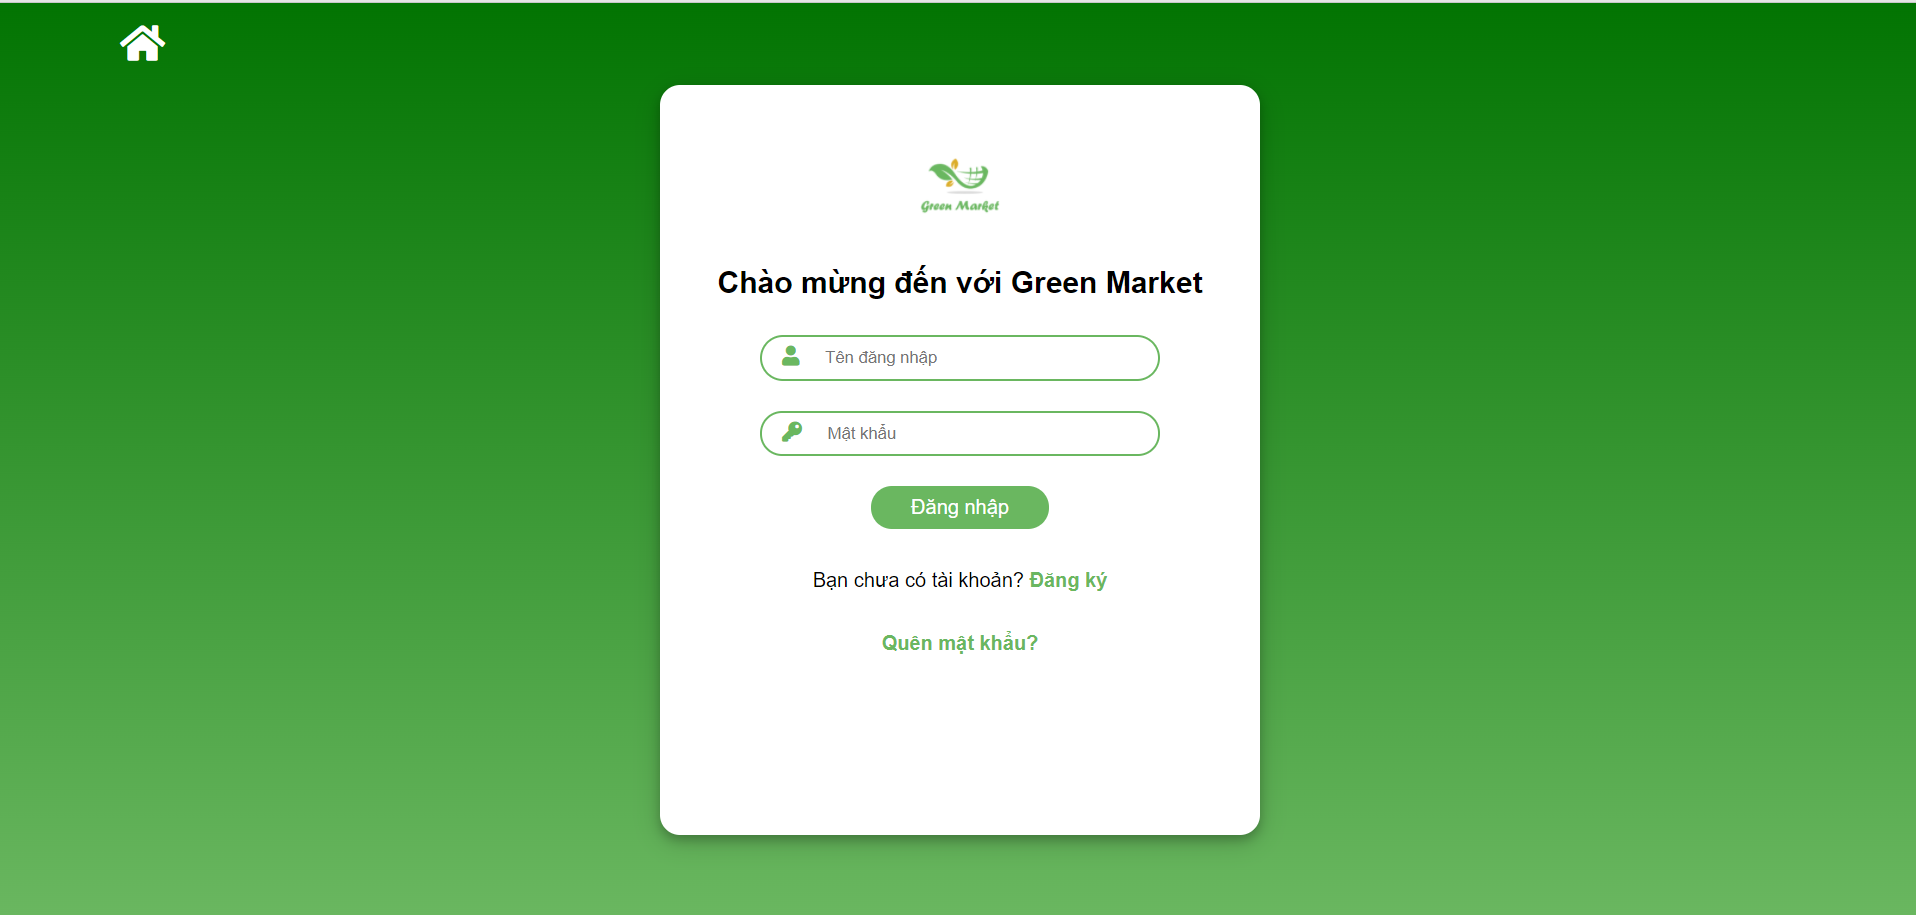 Green Market
Chào mừng đến với Green Market
Tên đăng nhập
Mật khẩu
Đăng nhập
Bạn chưa có tài khoản? Đăng ký
Quên mật khẩu?